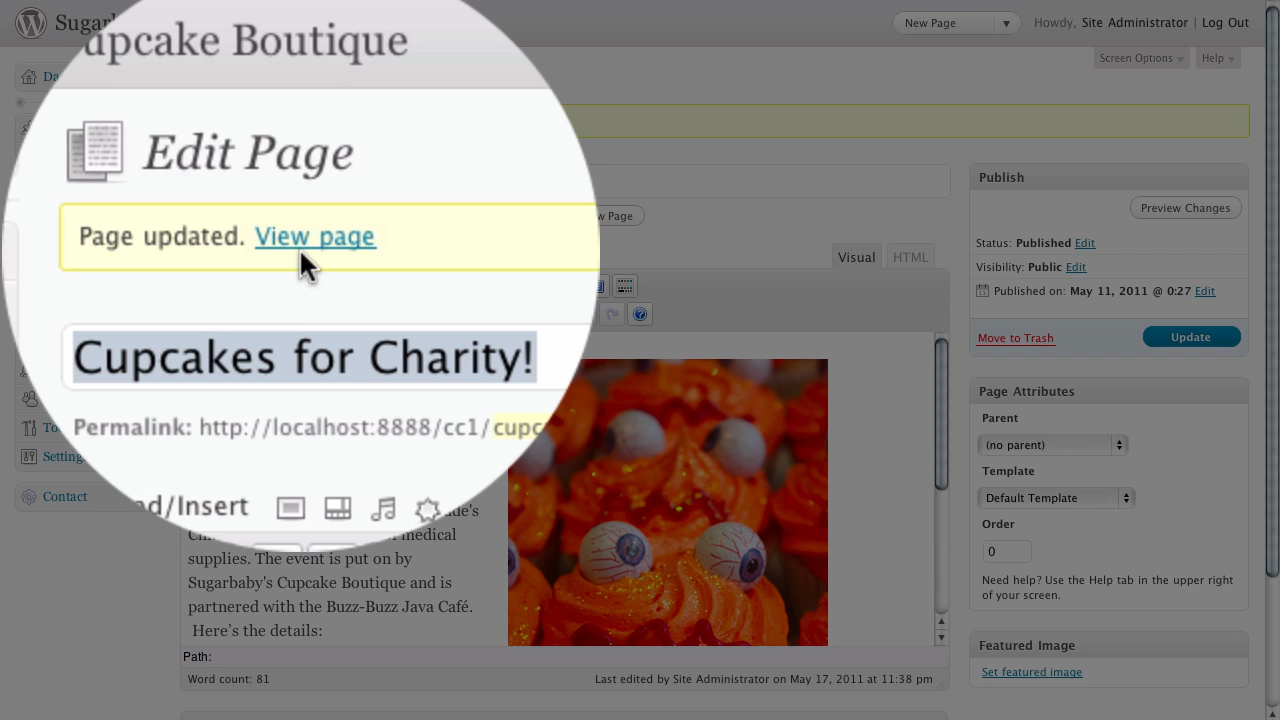 Sugarb
New Page
Howdy, Site Administrator | Log Out
upcake Boutique
Screen Options
Help
Da
Edit Page
Page updated. View page
Publish
Preview Changes
w Page
Status: Published Edit
Visual
HTML
Visibility: Public Edit
Published on: May 11, 2011 @ 0:27 Edit
Move to Trash
Update
Cupcakes for Charity!
Page Attributes
Permalink: http://localhost:8888/cc1/cupc
Parent
(no parent)
To
Settings
Template
Default Template
Contact
d/Insert
Order
0
medical
supplies. The event is put on by
Sugarbaby's Cupcake Boutique and is
partnered with the Buzz-Buzz Java Café.
Here's the details:
Need help? Use the Help tab in the upper right
of your screen.
Featured Image
Set featured image
Path:
Word count: 81
Last edited by Site Administrator on May 17, 2011 at 11:38 pm